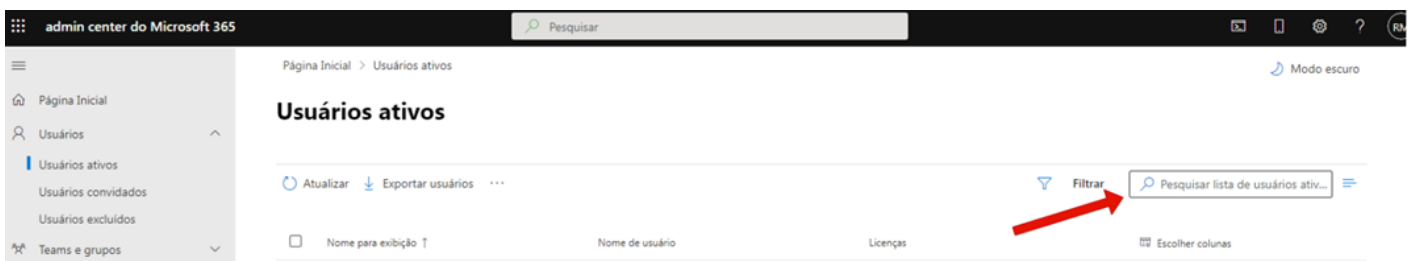 admin center do Microsoft 365
Pesquisar
?
RM
Página Inicial > Usuários ativos
Modo escuro
Página Inicial
Usuários ativos
Usuários
Usuários ativos
Usuários convidados
Usuários excluídos
Teams e grupos
Atualizar
Exportar usuários
...
Filtrar
Pesquisar lista de usuários ativ...
Nome para exibição ↑
Nome de usuário
Licenças
Escolher colunas